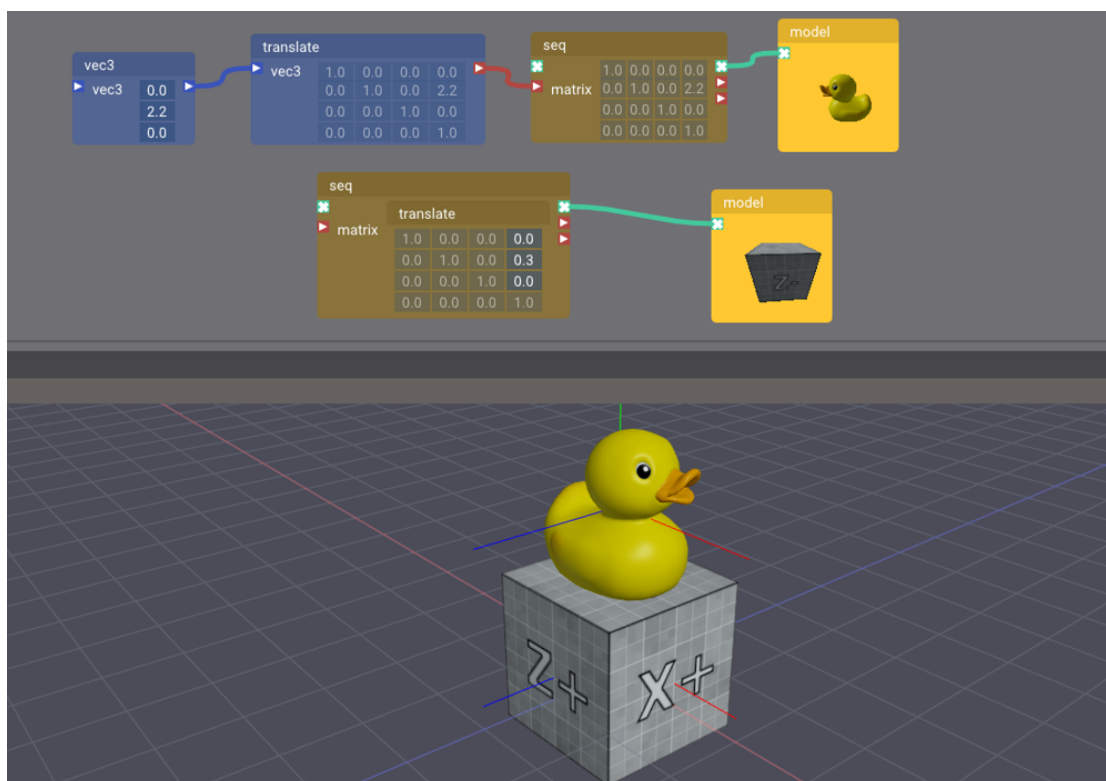 vec3
vec3 0.0
2.2
0.0
translate
vec3 1.0 0.0 0.0 0.0
0.0 1.0 0.0 2.2
0.0 0.0 1.0 0.0
0.0 0.0 0.0 1.0
seq
1.0 0.0 0.0 0.0
matrix 0.0 1.0 0.0 2.2
0.0 0.0 1.0 0.0
0.0 0.0 0.0 1.0
model
seq
matrix
translate
1.0 0.0 0.0 0.0
0.0 1.0 0.0 0.3
0.0 0.0 1.0 0.0
0.0 0.0 0.0 1.0
model
Z-
Z+
X+